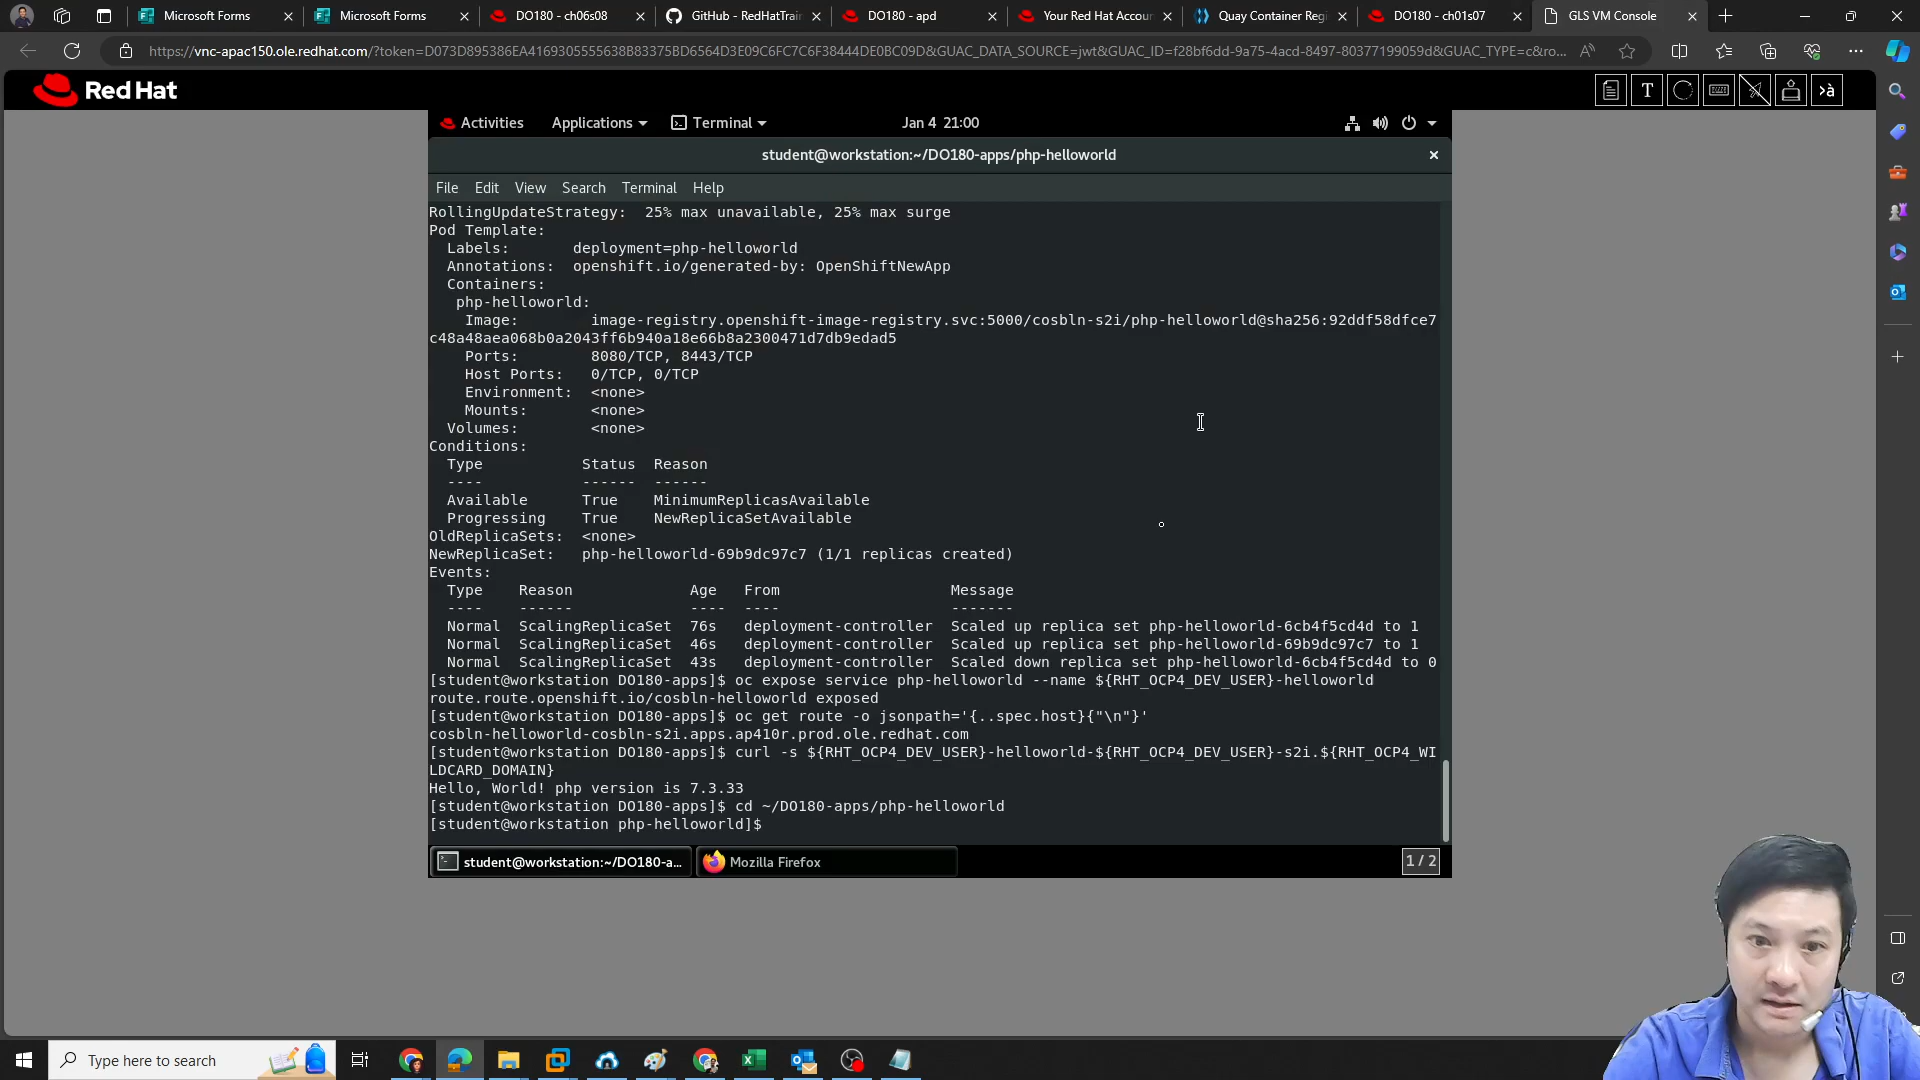 Microsoft Forms
Microsoft Forms
DO180 - ch06s08
GitHub - RedHatTrai
DO180 - apd
Your Red Hat Accoun
Quay Container Regi
DO180 - ch01s07
GLS VM Console
https://vnc-apac150.ole.redhat.com/?token=D073D895386EA4169305555638B83375BD6564D3E09C6FC7C6F38444DE0BC09D&GUAC_DATA_SOURCE=jwt&GUAC_ID=f28bf6dd-9a75-4acd-8497-80377199059d&GUAC_TYPE=c&ro...
Red Hat
Activities Applications Terminal Jan 4 21:00
student@workstation:~/DO180-apps/php-helloworld
File Edit View Search Terminal Help
RollingUpdateStrategy: 25% max unavailable, 25% max surge
Pod Template:
Labels: deployment=php-helloworld
Annotations: openshift.io/generated-by: OpenShiftNewApp
Containers:
php-helloworld:
Image: image-registry.openshift-image-registry.svc:5000/cosbln-s2i/php-helloworld@sha256:92ddf58dfce7
c48a48aea068b0a2043ff6b940a18e66b8a2300471d7db9edad5
Ports: 8080/TCP, 8443/TCP
Host Ports: 0/TCP, 0/TCP
Environment: <none>
Mounts: <none>
Volumes: <none>
Conditions:
Type Status Reason
---- ------ ------
Available True MinimumReplicasAvailable
Progressing True NewReplicaSetAvailable
OldReplicaSets: <none>
NewReplicaSet: php-helloworld-69b9dc97c7 (1/1 replicas created)
Events:
Type Reason Age From Message
---- ------ ---- ---- -------
Normal ScalingReplicaSet 76s deployment-controller Scaled up replica set php-helloworld-6cb4f5cd4d to 1
Normal ScalingReplicaSet 46s deployment-controller Scaled up replica set php-helloworld-69b9dc97c7 to 1
Normal ScalingReplicaSet 43s deployment-controller Scaled down replica set php-helloworld-6cb4f5cd4d to 0
[student@workstation DO180-apps]$ oc expose service php-helloworld --name ${RHT_OCP4_DEV_USER}-helloworld
route.route.openshift.io/cosbln-helloworld exposed
[student@workstation DO180-apps]$ oc get route -o jsonpath='{..spec.host}{"\n"}'
cosbln-helloworld-cosbln-s2i.apps.ap410r.prod.ole.redhat.com
[student@workstation DO180-apps]$ curl -s ${RHT_OCP4_DEV_USER}-helloworld-${RHT_OCP4_DEV_USER}-s2i.${RHT_OCP4_WI
LDCARD_DOMAIN}
Hello, World! php version is 7.3.33
[student@workstation DO180-apps]$ cd ~/DO180-apps/php-helloworld
[student@workstation php-helloworld]$
student@workstation:~/DO180-a... Mozilla Firefox 1 / 2
Type here to search